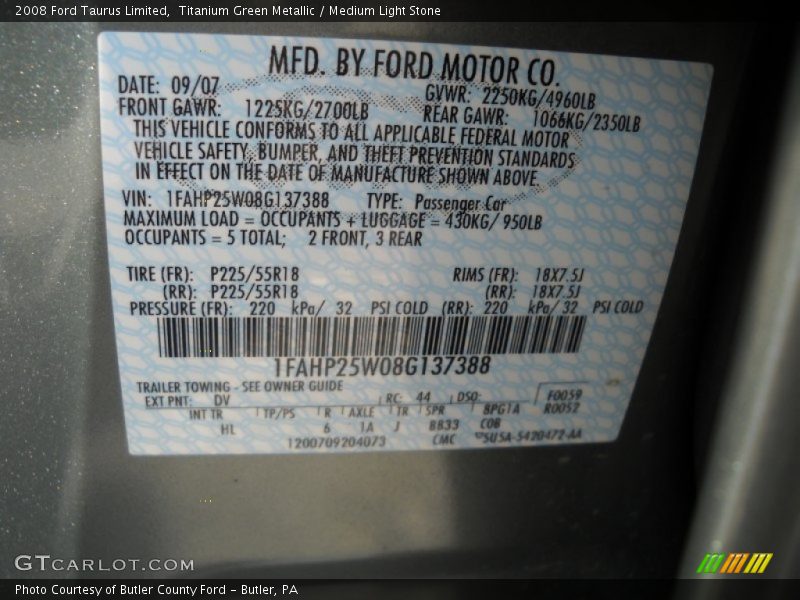 2008 Ford Taurus Limited, Titanium Green Metallic / Medium Light Stone
MFD. BY FORD MOTOR CO.
DATE: 09/07 GVWR: 2250KG/4960LB
FRONT GAWR: 1225KG/2700LB REAR GAWR: 1066KG/2350LB
THIS VEHICLE CONFORMS TO ALL APPLICABLE FEDERAL MOTOR
VEHICLE SAFETY, BUMPER, AND THEFT PREVENTION STANDARDS
IN EFFECT ON THE DATE OF MANUFACTURE SHOWN ABOVE.
VIN: 1FAHP25W08G137388 TYPE: Passenger Car
MAXIMUM LOAD = OCCUPANTS + LUGGAGE = 430KG/ 950LB
OCCUPANTS = 5 TOTAL; 2 FRONT, 3 REAR
TIRE (FR): P225/55R18 RIMS (FR): 18X7.5J
(RR): P225/55R18 (RR): 18X7.5J
PRESSURE (FR): 220 kPa/ 32 PSI COLD (RR): 220 kPa/ 32 PSI COLD
1FAHP25W08G137388
TRAILER TOWING - SEE OWNER GUIDE
EXT PNT: DV RC: 44 DSO: F0059
INT TR TP/PS R AXLE TR SPR 8PG1A R0052
HL 6 1A J BB33 COB
1200709204073 CMC 5U5A-5420472-AA
GTCARLOT.COM
Photo Courtesy of Butler County Ford - Butler, PA